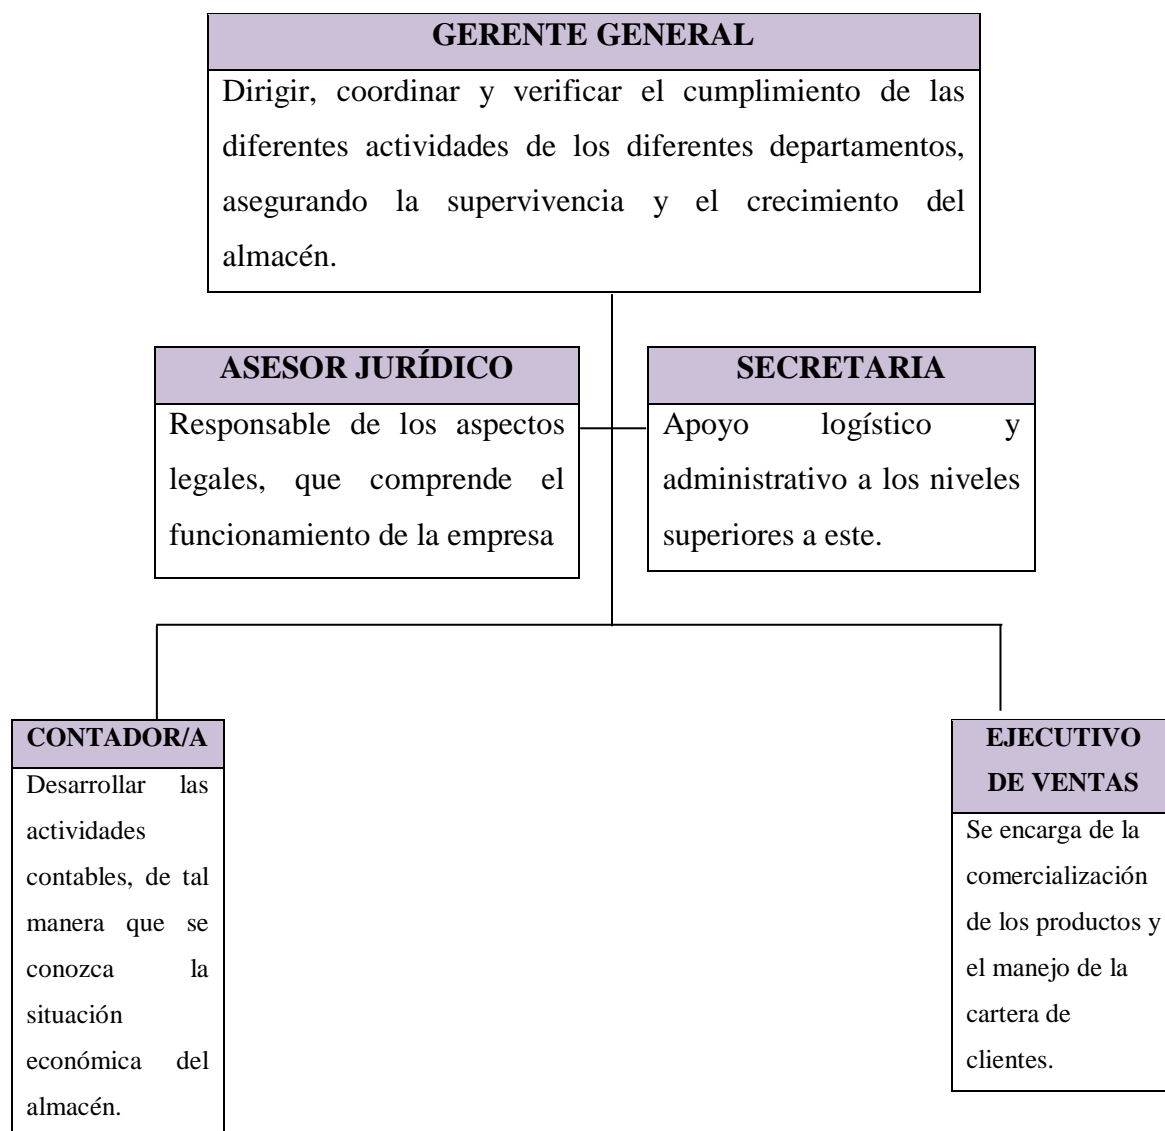 GERENTE GENERAL
Dirigir, coordinar y verificar el cumplimiento de las
diferentes actividades de los diferentes departamentos,
asegurando la supervivencia y el crecimiento del
almacén.
ASESOR JURÍDICO
Responsable de los aspectos
legales, que comprende el
funcionamiento de la empresa
SECRETARIA
Apoyo logístico y
administrativo a los niveles
superiores a este.
CONTADOR/A
Desarrollar las
actividades
contables, de tal
manera que se
conozca la
situación
económica del
almacén.
EJECUTIVO
DE VENTAS
Se encarga de la
comercialización
de los productos y
el manejo de la
cartera de
clientes.